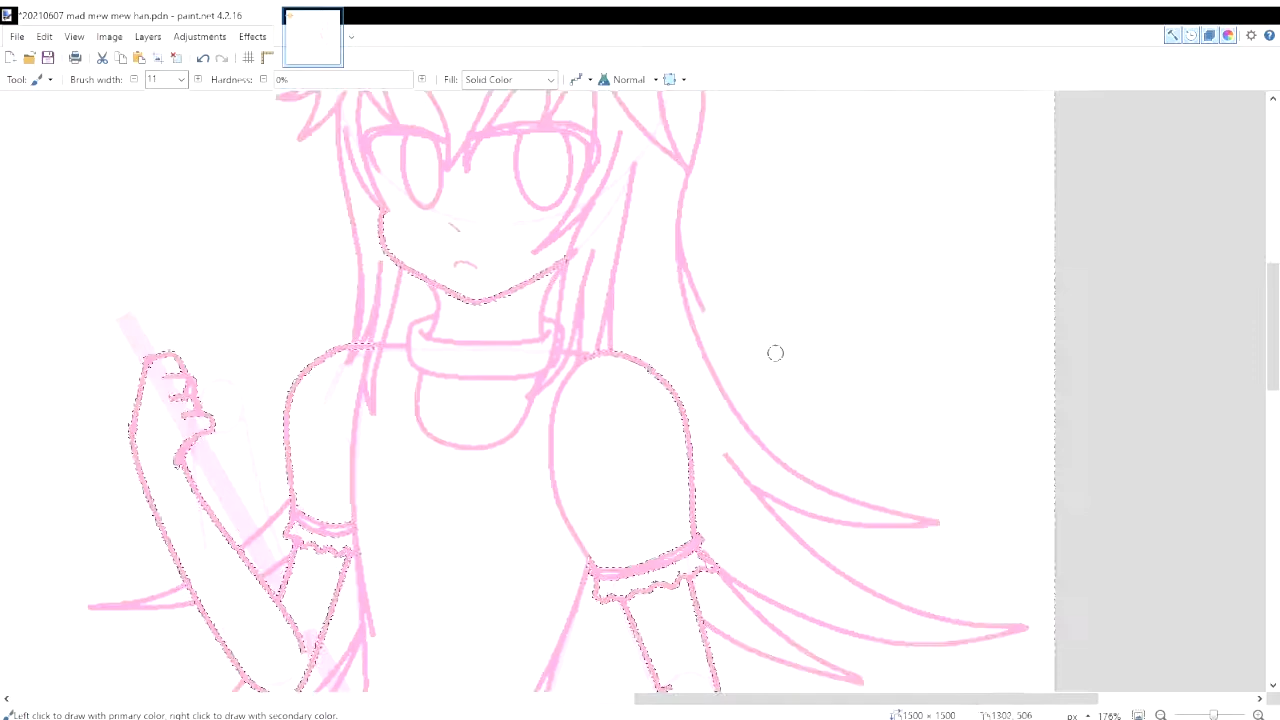 *20210607 mad mew mew han.pdn - paint.net 4.2.16
File Edit View Image Layers Adjustments Effects
Tool: Brush width: 11 Hardness: 0% Fill: Solid Color Normal
Left click to draw with primary color, right click to draw with secondary color. 1500 × 1500 1302, 506 px 176%